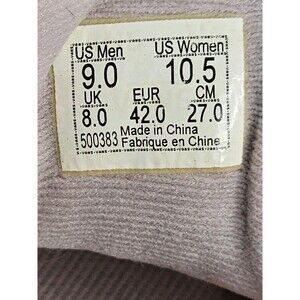 US Men US Women
9.0 10.5
UK EUR CM
8.0 42.0 27.0
500383 Made in China
Fabrique en Chine